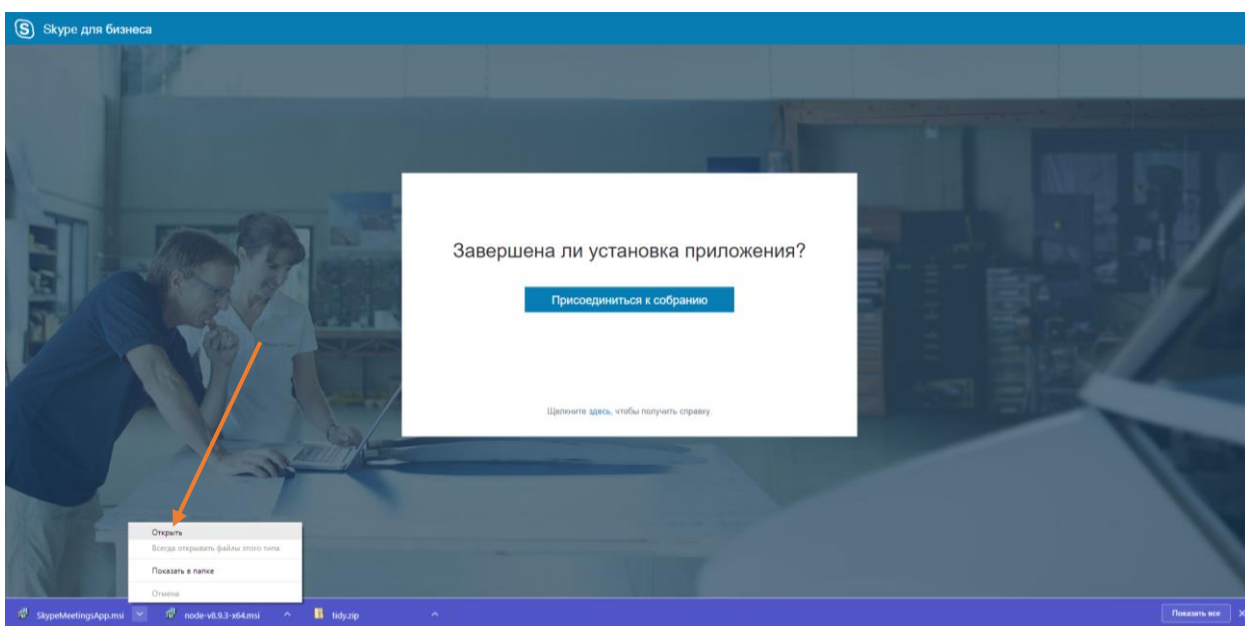 Skype для бизнеса
Завершена ли установка приложения?
Присоединиться к собранию
Щелкните здесь, чтобы получить справку.
Открыть
Всегда открывать файлы этого типа
Показать в папке
Отмена
SkypeMeetingsApp.msi
node-v8.9.3-x64.msi
tidy.zip
Показать все